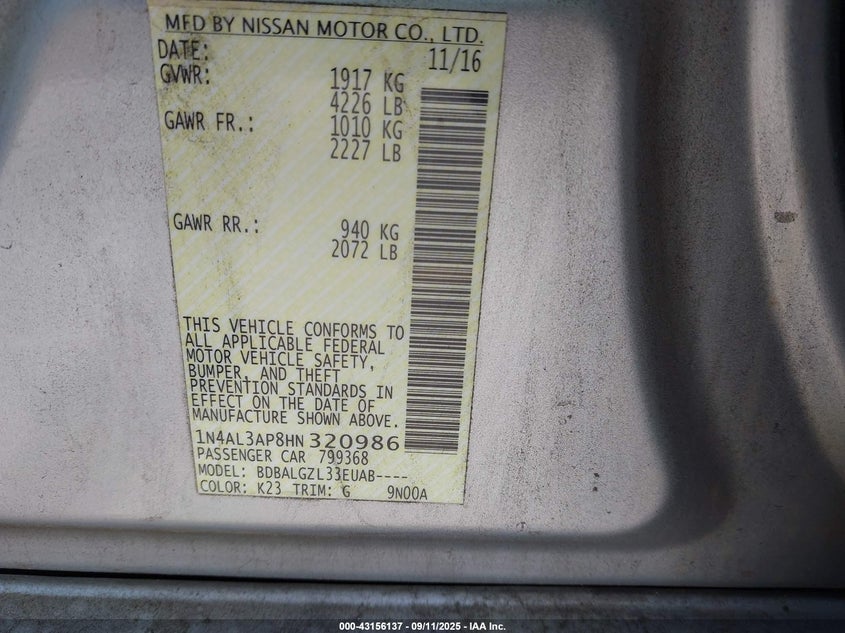 MFD BY NISSAN MOTOR CO., LTD.
DATE: 11/16
GVWR: 1917 KG
4226 LB
GAWR FR.: 1010 KG
2227 LB
GAWR RR.: 940 KG
2072 LB
THIS VEHICLE CONFORMS TO
ALL APPLICABLE FEDERAL
MOTOR VEHICLE SAFETY,
BUMPER, AND THEFT
PREVENTION STANDARDS IN
EFFECT ON THE DATE OF
MANUFACTURE SHOWN ABOVE.
1N4AL3AP8HN 320986
PASSENGER CAR 799368
MODEL: BDBALGZL33EUAB----
COLOR: K23 TRIM: G 9N00A
000-43156137 - 09/11/2025 - IAA Inc.